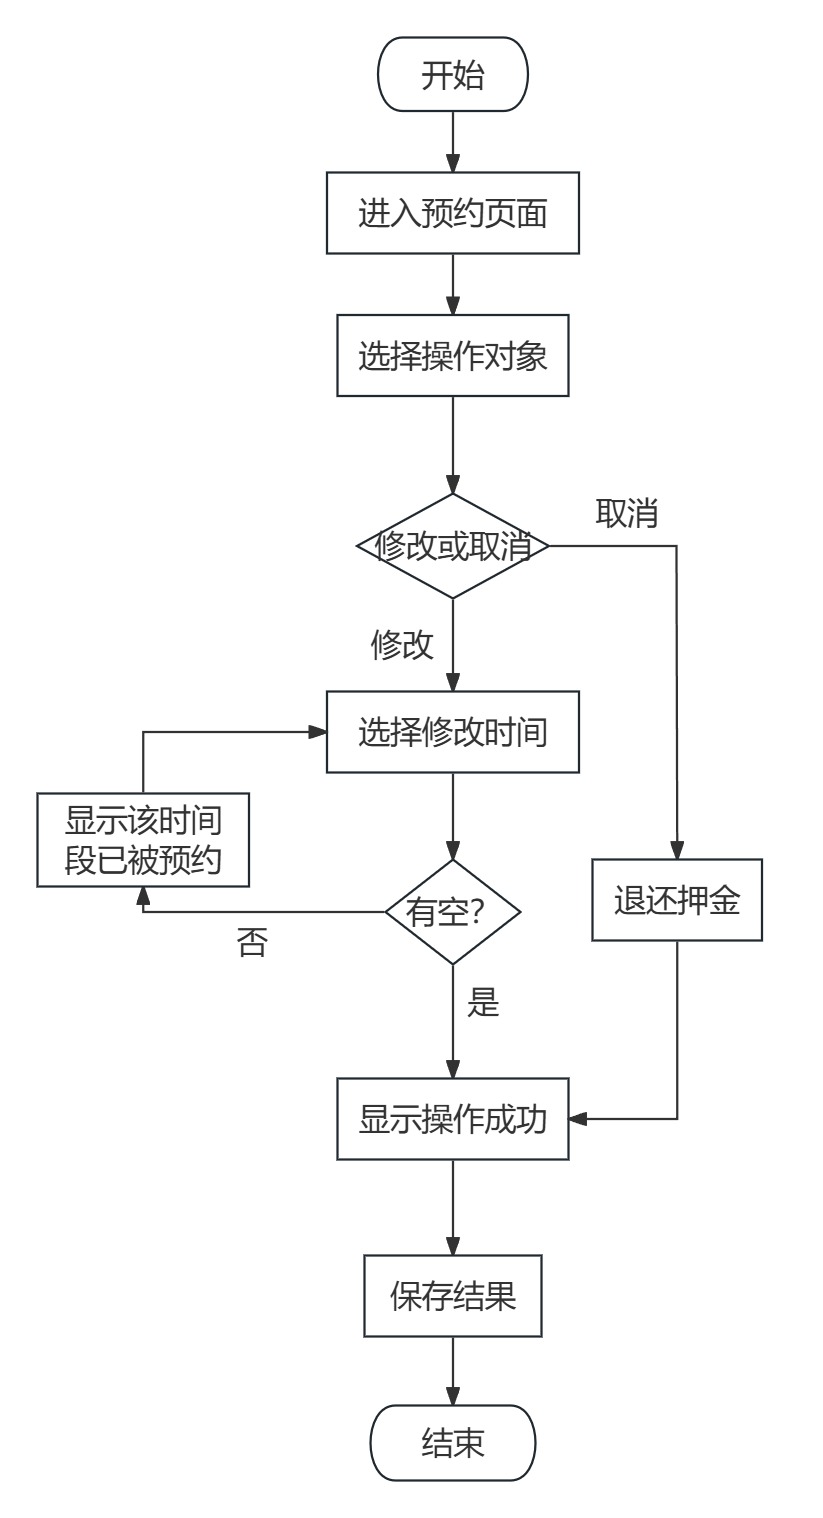 开始
进入预约页面
选择操作对象
修改或取消
取消
修改
选择修改时间
显示该时间
段已被预约
有空？
退还押金
否
是
显示操作成功
保存结果
结束